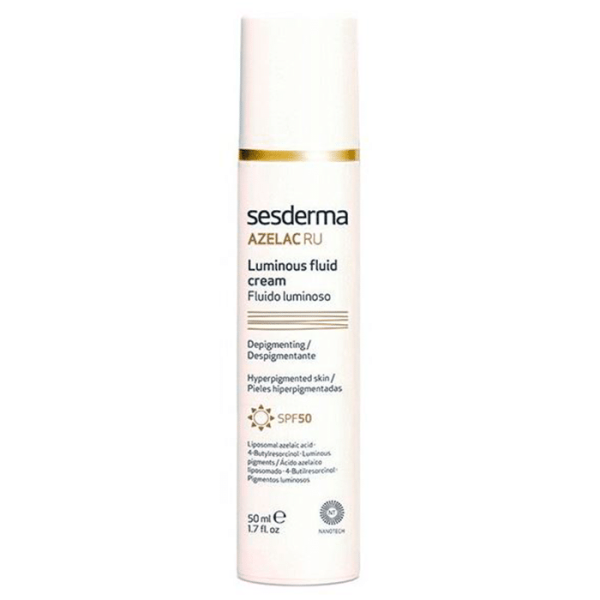 sesderma
AZELAC RU
Luminous fluid
cream
Fluido luminoso
Depigmenting /
Despigmentante
Hyperpigmented skin /
Pieles hiperpigmentadas
SPF50
Liposomal azelaic acid ·
4-Butylresorcinol · Luminous
pigments / Ácido azelaico
liposomado · 4-Butilresorcinol ·
Pigmentos luminosos
50 ml ℮
1.7 fl. oz
NT
NANOTECH